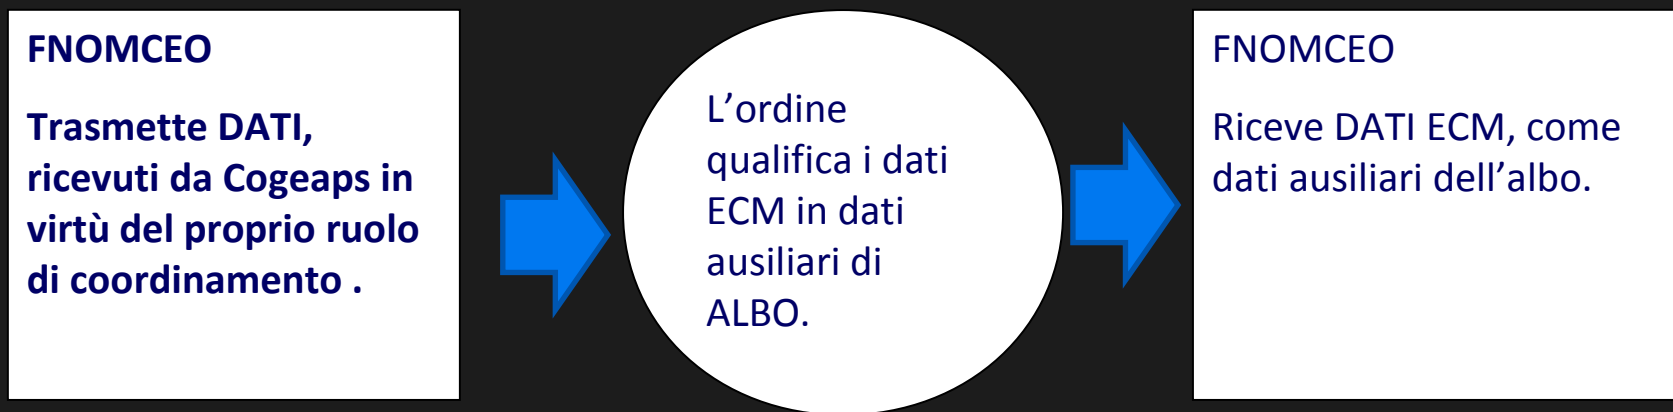 FNOMCEO
Trasmette DATI,
ricevuti da Cogeaps in
virtù del proprio ruolo
di coordinamento .
L’ordine
qualifica i dati
ECM in dati
ausiliari di
ALBO.
FNOMCEO
Riceve DATI ECM, come
dati ausiliari dell’albo.